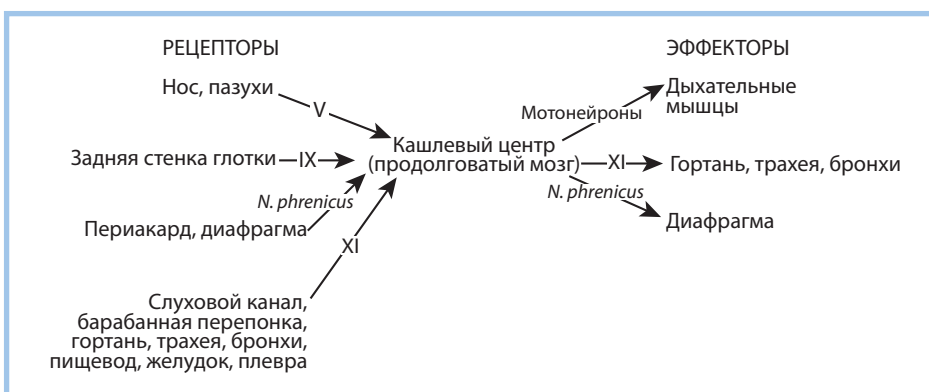 РЕЦЕПТОРЫ
ЭФФЕКТОРЫ
Нос, пазухи
V
Дыхательные
мышцы
Мотонейроны
Задняя стенка глотки
IX
Кашлевый центр
(продолговатый мозг)
XI
Гортань, трахея, бронхи
N. phrenicus
N. phrenicus
Периакард, диафрагма
Диафрагма
XI
Слуховой канал,
барабанная перепонка,
гортань, трахея, бронхи,
пищевод, желудок, плевра